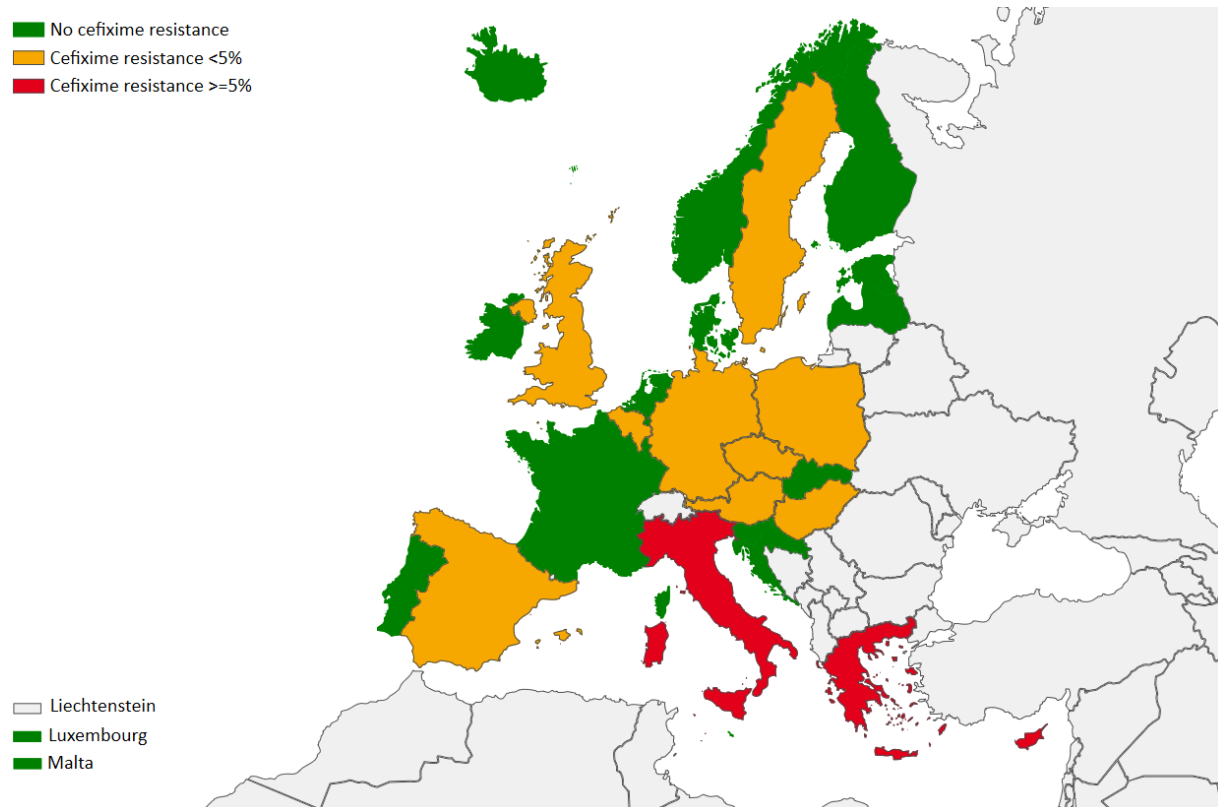 No cefixime resistance
Cefixime resistance <5%
Cefixime resistance >=5%
Liechtenstein
Luxembourg
Malta